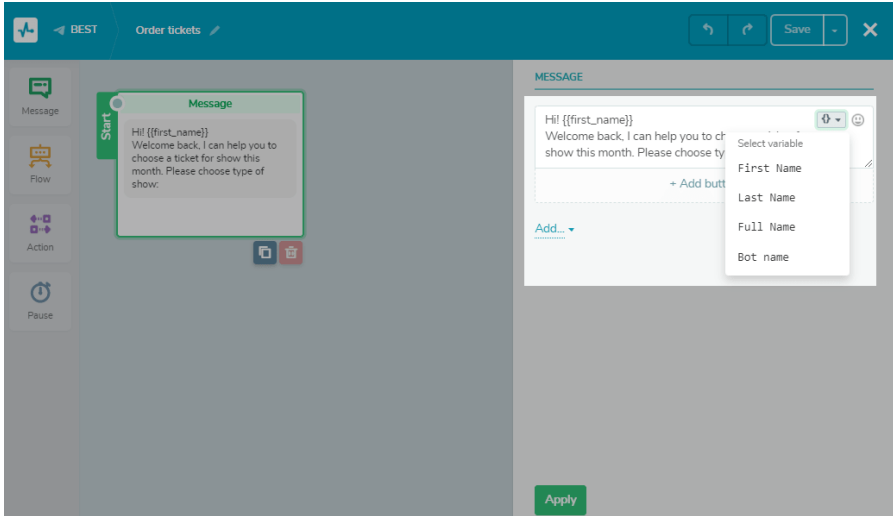 BEST
Order tickets
Save
Message
Flow
Action
Pause
Start
Message
Hi! {{first_name}}
Welcome back, I can help you to
choose a ticket for show this
month. Please choose type of
show:
MESSAGE
Hi! {{first_name}}
{}
Welcome back, I can help you to ch
show this month. Please choose ty
+ Add butt
Add...
Select variable
First Name
Last Name
Full Name
Bot name
Apply